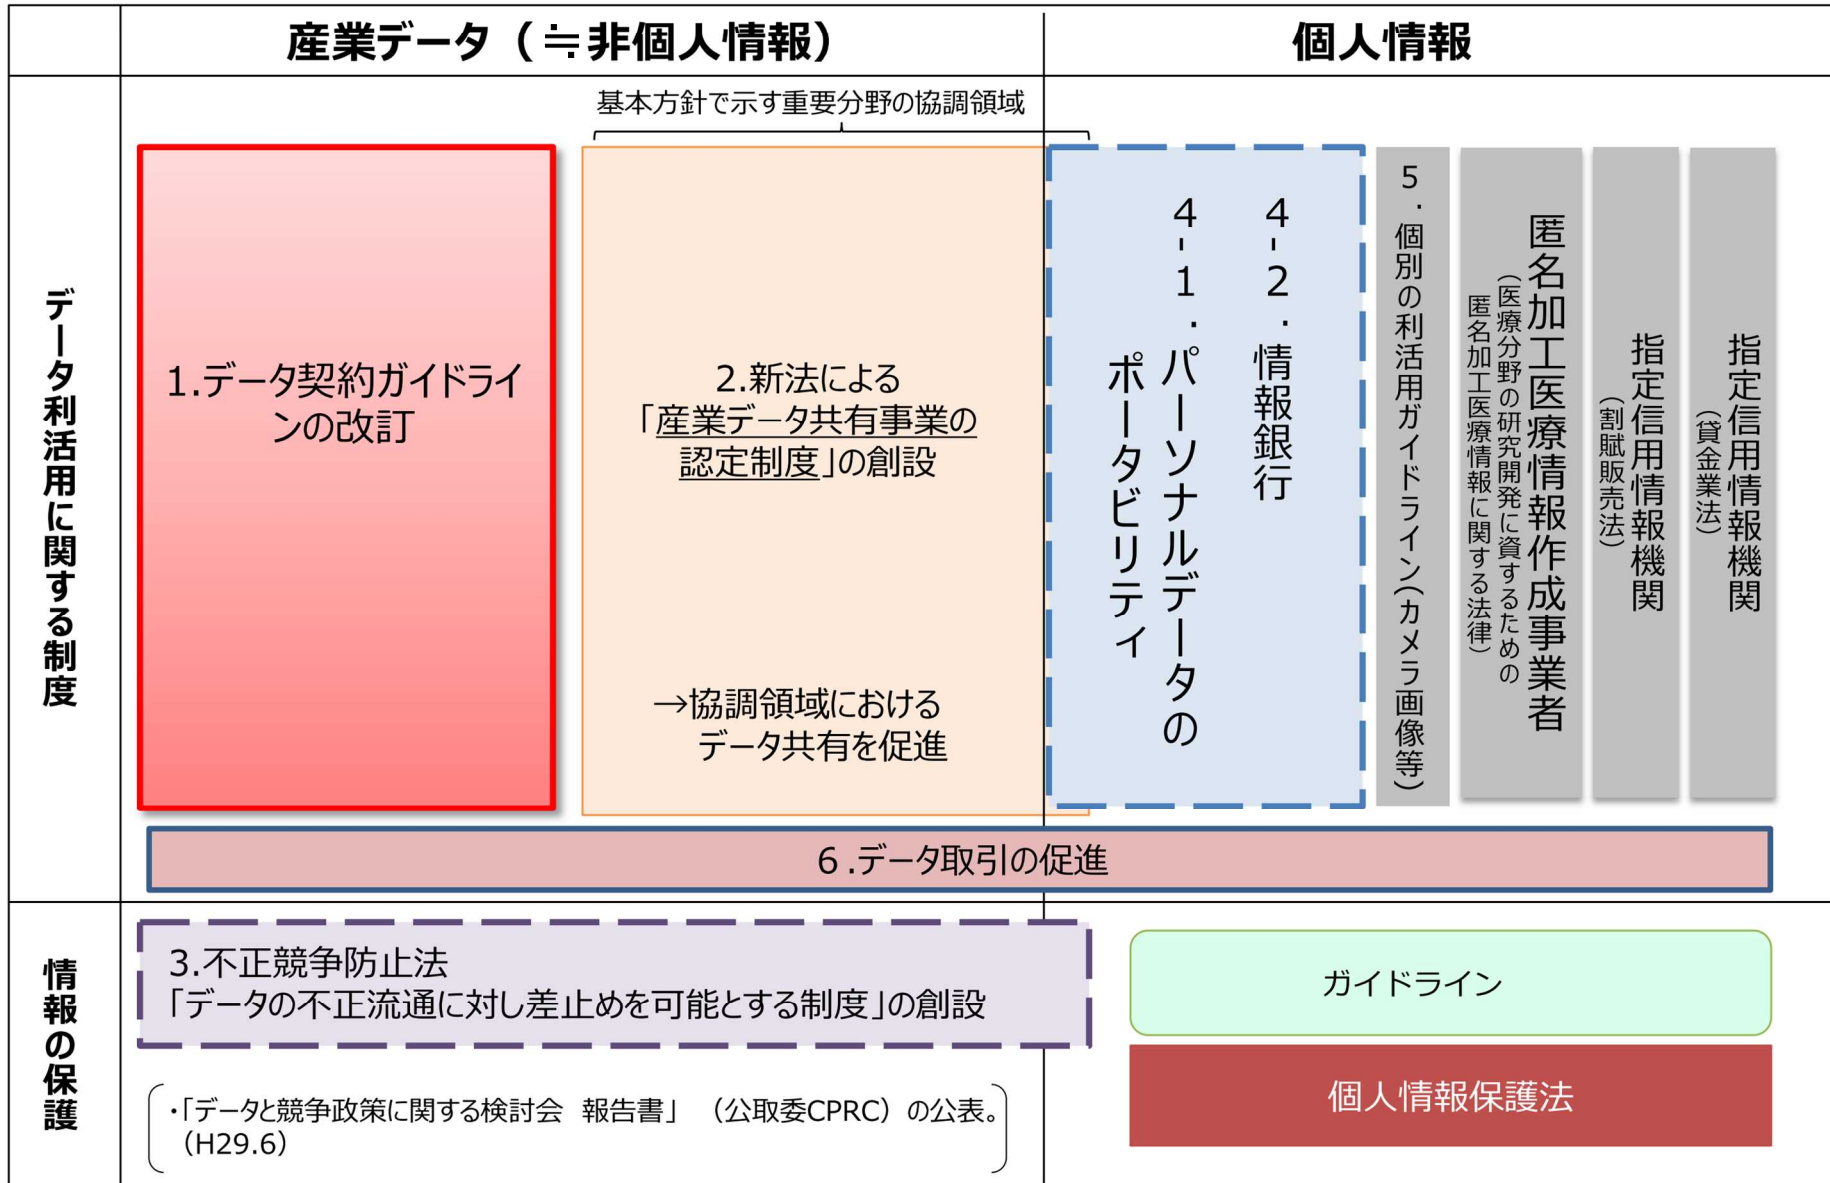 産業データ（≒非個人情報）
個人情報
データ利活用に関する制度
基本方針で示す重要分野の協調領域
1.データ契約ガイドライ
ンの改訂
2.新法による
「産業データ共有事業の
認定制度」の創設
→協調領域における
データ共有を促進
4-2．情報銀行
4-1．パーソナルデータの
ポータビリティ
5．個別の利活用ガイドライン(カメラ画像等)
匿名加工医療情報作成事業者
（医療分野の研究開発に資するための
匿名加工医療情報に関する法律）
指定信用情報機関
（割賦販売法）
指定信用情報機関
（貸金業法）
６.データ取引の促進
情報の保護
3.不正競争防止法
「データの不正流通に対し差止めを可能とする制度」の創設
・「データと競争政策に関する検討会　報告書」　（公取委CPRC）の公表。
（H29.6）
ガイドライン
個人情報保護法